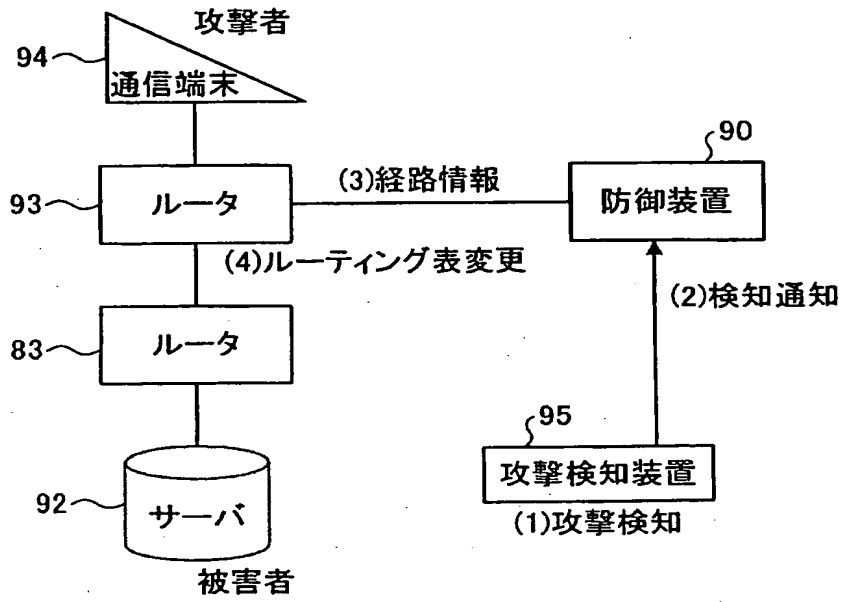 攻撃者
94
通信端末
90
93
ルータ
(3)経路情報
防御装置
(4)ルーティング表変更
(2)検知通知
83
ルータ
95
攻撃検知装置
92
サーバ
(1)攻撃検知
被害者